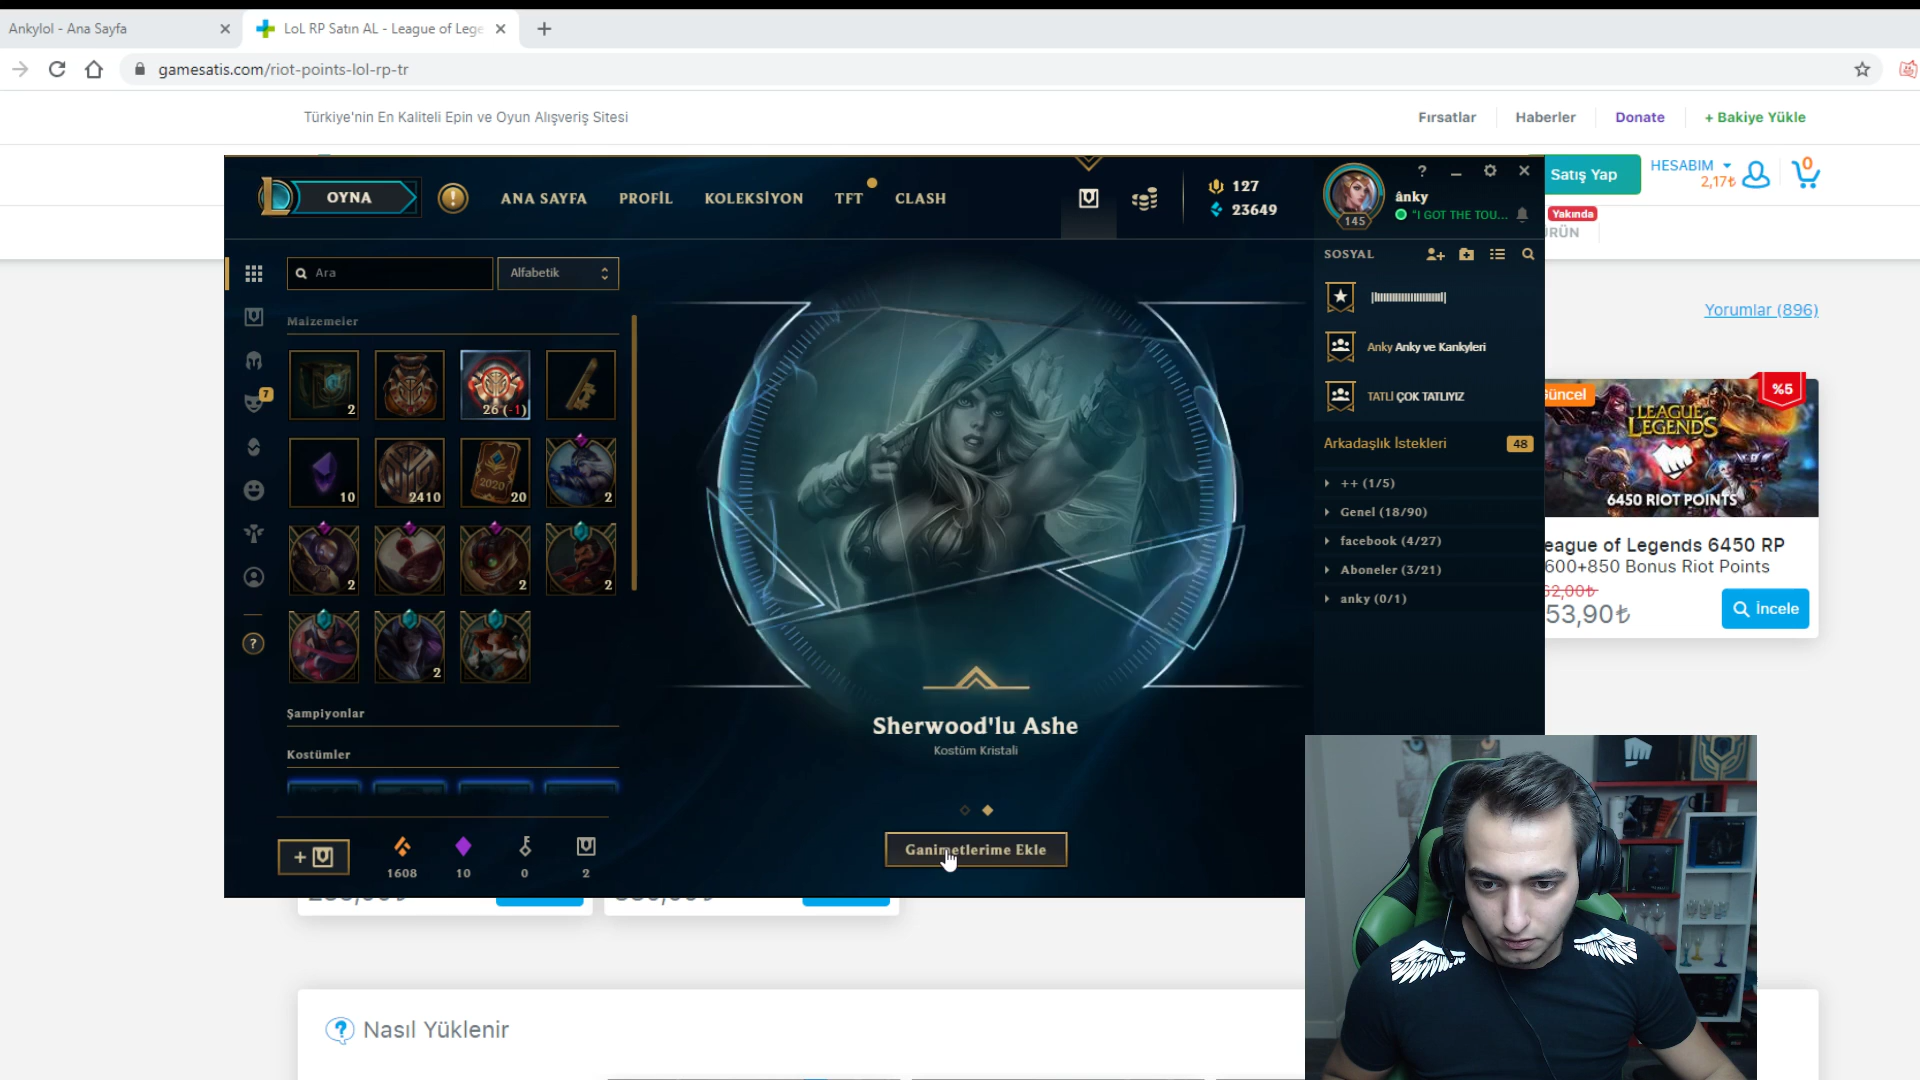 Ankylol - Ana Sayfa
LoL RP Satın AL - League of Lege
gamesatis.com/riot-points-lol-rp-tr
Türkiye'nin En Kaliteli Epin ve Oyun Alışveriş Sitesi
Fırsatlar
Haberler
Donate
+ Bakiye Yükle
OYNA
ANA SAYFA
PROFİL
KOLEKSİYON
TFT
CLASH
127
23649
145
ânky
"I GOT THE TOU...
Satış Yap
HESABIM
2,17₺
0
Yakında
ÜRÜN
Ara
Alfabetik
SOSYAL
Malzemeler
2
26 (-1)
10
2410
2020
20
2
2
2
2
2
7
Şampiyonlar
Kostümler
1608
10
0
2
Sherwood'lu Ashe
Kostüm Kristali
Ganimetlerime Ekle
Anky Anky ve Kankyleri
TATLİ ÇOK TATLIYIZ
Arkadaşlık İstekleri
48
++ (1/5)
Genel (18/90)
facebook (4/27)
Aboneler (3/21)
anky (0/1)
Yorumlar (896)
Güncel
%5
LEAGUE OF LEGENDS
6450 RIOT POINTS
eague of Legends 6450 RP
600+850 Bonus Riot Points
62,00₺
53,90₺
İncele
Nasıl Yüklenir